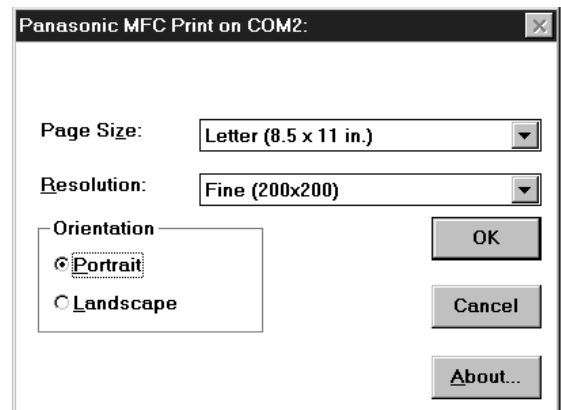 Panasonic MFC Print on COM2:
Page Size:
Letter (8.5 x 11 in.)
Resolution:
Fine (200x200)
Orientation
Portrait
Landscape
OK
Cancel
About...